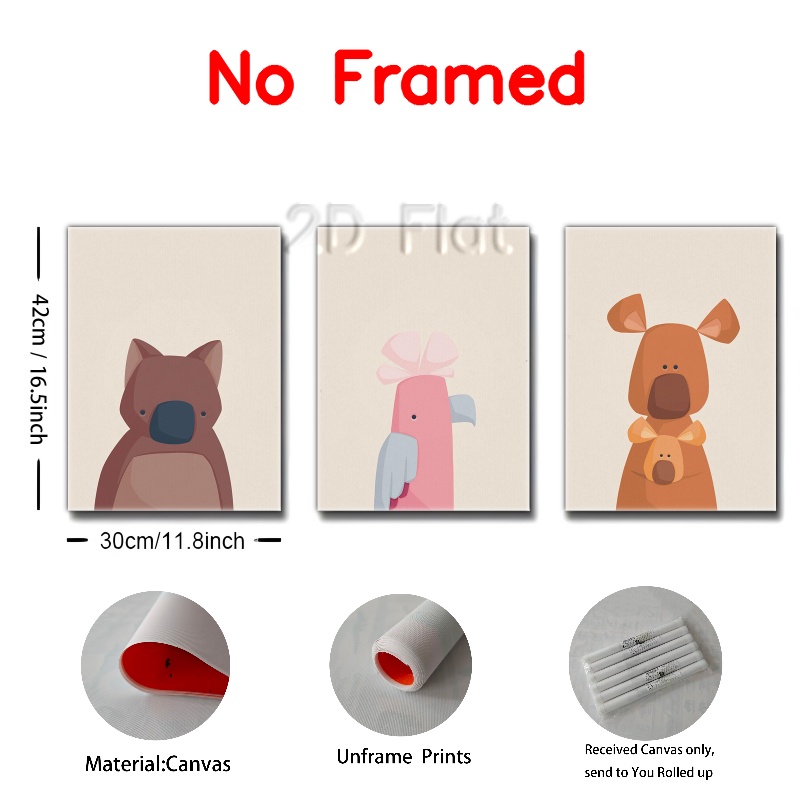 No Framed
2.D Flat
42cm / 16.5inch
30cm/11.8inch
Material:Canvas
Unframe Prints
Received Canvas only,
send to You Rolled up